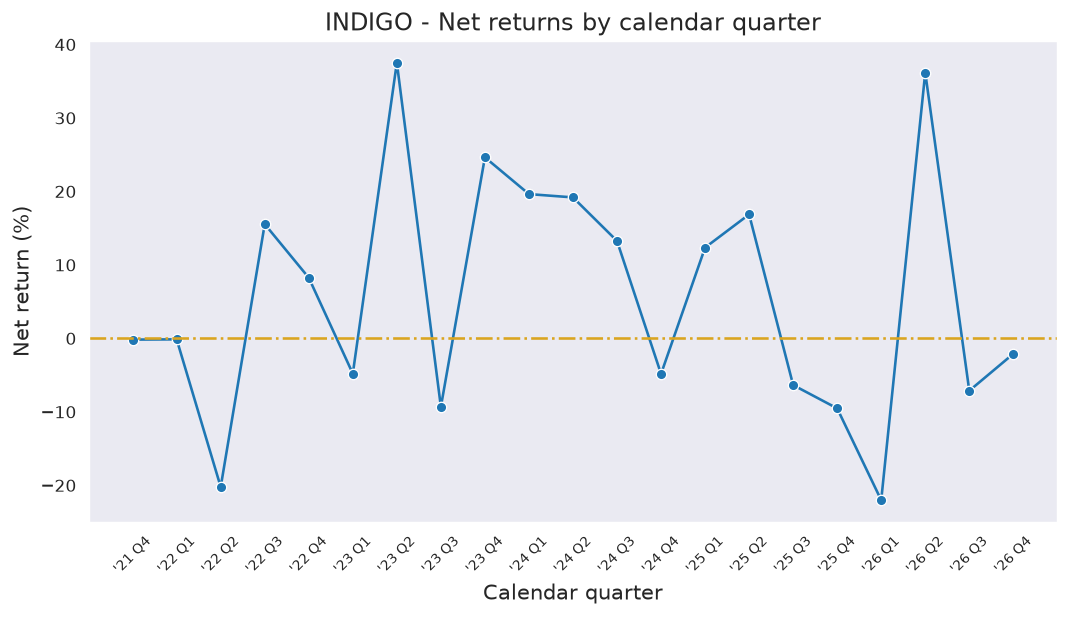 INDIGO - Net returns by calendar quarter
Net return (%)
40
30
20
10
0
−10
−20
'21 Q4
'22 Q1
'22 Q2
'22 Q3
'22 Q4
'23 Q1
'23 Q2
'23 Q3
'23 Q4
'24 Q1
'24 Q2
'24 Q3
'24 Q4
'25 Q1
'25 Q2
'25 Q3
'25 Q4
'26 Q1
'26 Q2
'26 Q3
'26 Q4
Calendar quarter